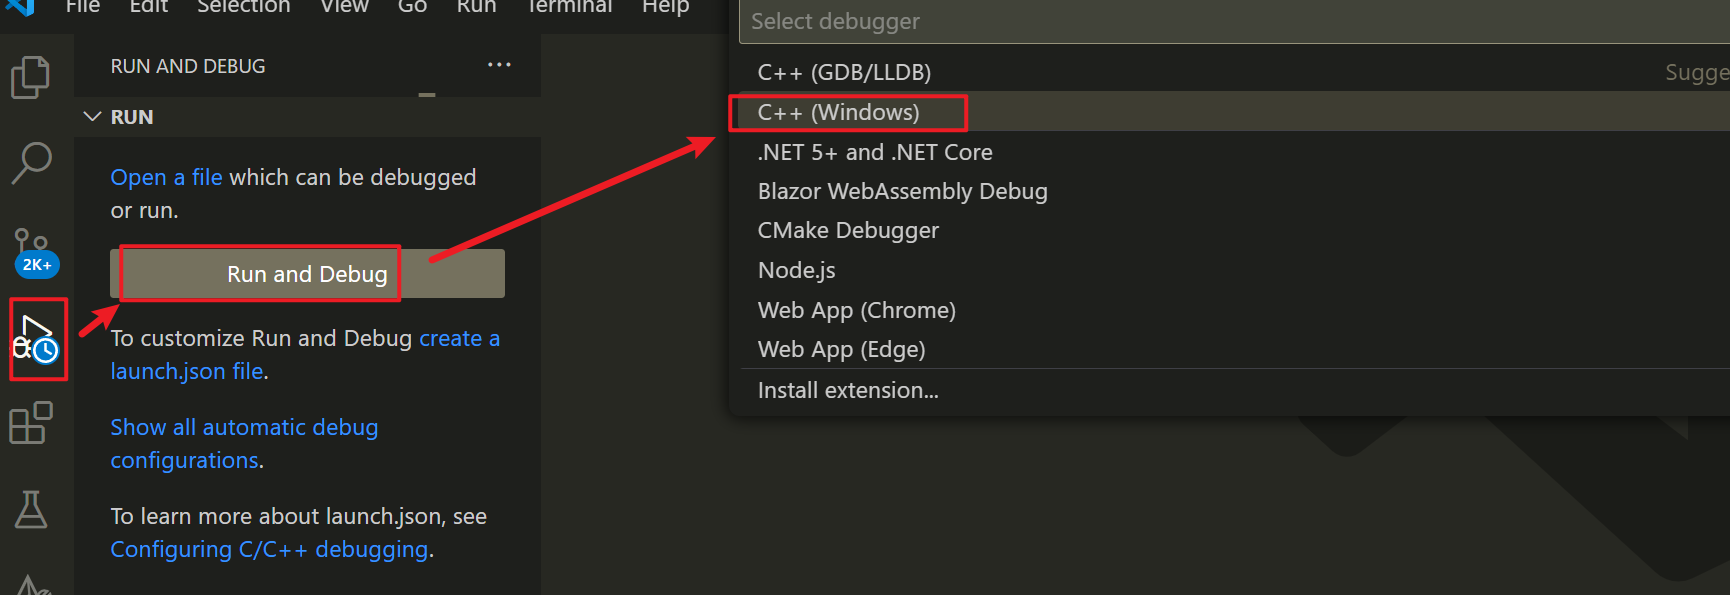 File Edit Selection View Go Run Terminal Help
RUN AND DEBUG
RUN
Open a file which can be debugged
or run.
Run and Debug
To customize Run and Debug create a
launch.json file.
Show all automatic debug
configurations.
To learn more about launch.json, see
Configuring C/C++ debugging.
2K+
Select debugger
C++ (GDB/LLDB) Sugge
C++ (Windows)
.NET 5+ and .NET Core
Blazor WebAssembly Debug
CMake Debugger
Node.js
Web App (Chrome)
Web App (Edge)
Install extension...